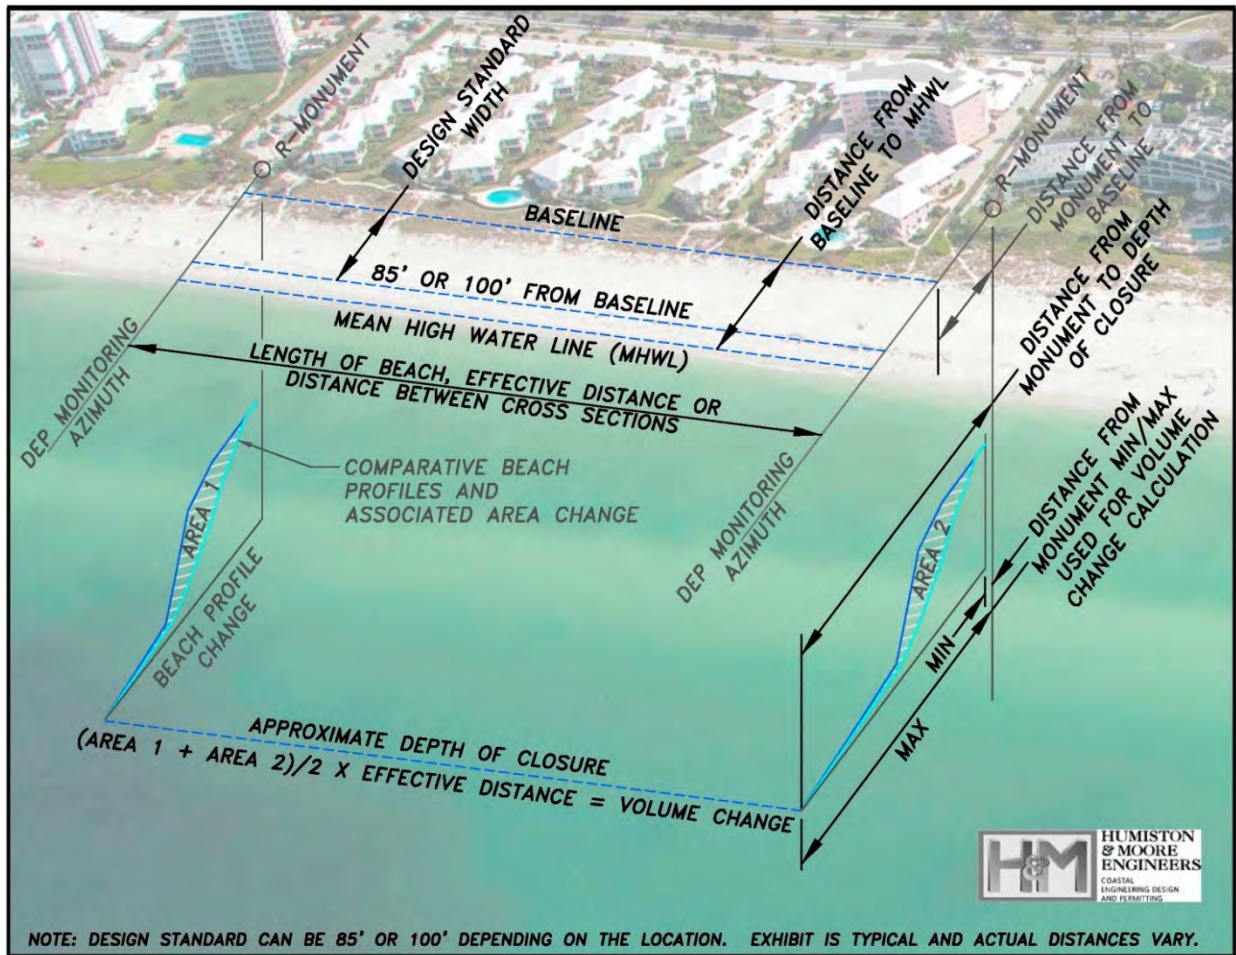 R-MONUMENT
DESIGN STANDARD
WIDTH
DISTANCE FROM
BASELINE TO MHWL
R-MONUMENT
DISTANCE FROM
MONUMENT TO
BASELINE
BASELINE
85' OR 100' FROM BASELINE
MEAN HIGH WATER LINE (MHWL)
LENGTH OF BEACH, EFFECTIVE DISTANCE OR
DISTANCE BETWEEN CROSS SECTIONS
DISTANCE FROM
MONUMENT TO DEPTH
OF CLOSURE
DEP MONITORING
AZIMUTH
COMPARATIVE BEACH
PROFILES AND
ASSOCIATED AREA CHANGE
DEP MONITORING
AZIMUTH
DISTANCE FROM
MONUMENT MIN/MAX
USED FOR VOLUME
CHANGE CALCULATION
AREA 1
AREA 2
BEACH PROFILE
CHANGE
MIN
MAX
APPROXIMATE DEPTH OF CLOSURE
(AREA 1 + AREA 2)/2 X EFFECTIVE DISTANCE = VOLUME CHANGE
H&M
HUMISTON
& MOORE
ENGINEERS
COASTAL
ENGINEERING DESIGN
AND PERMITTING
NOTE: DESIGN STANDARD CAN BE 85' OR 100' DEPENDING ON THE LOCATION. EXHIBIT IS TYPICAL AND ACTUAL DISTANCES VARY.